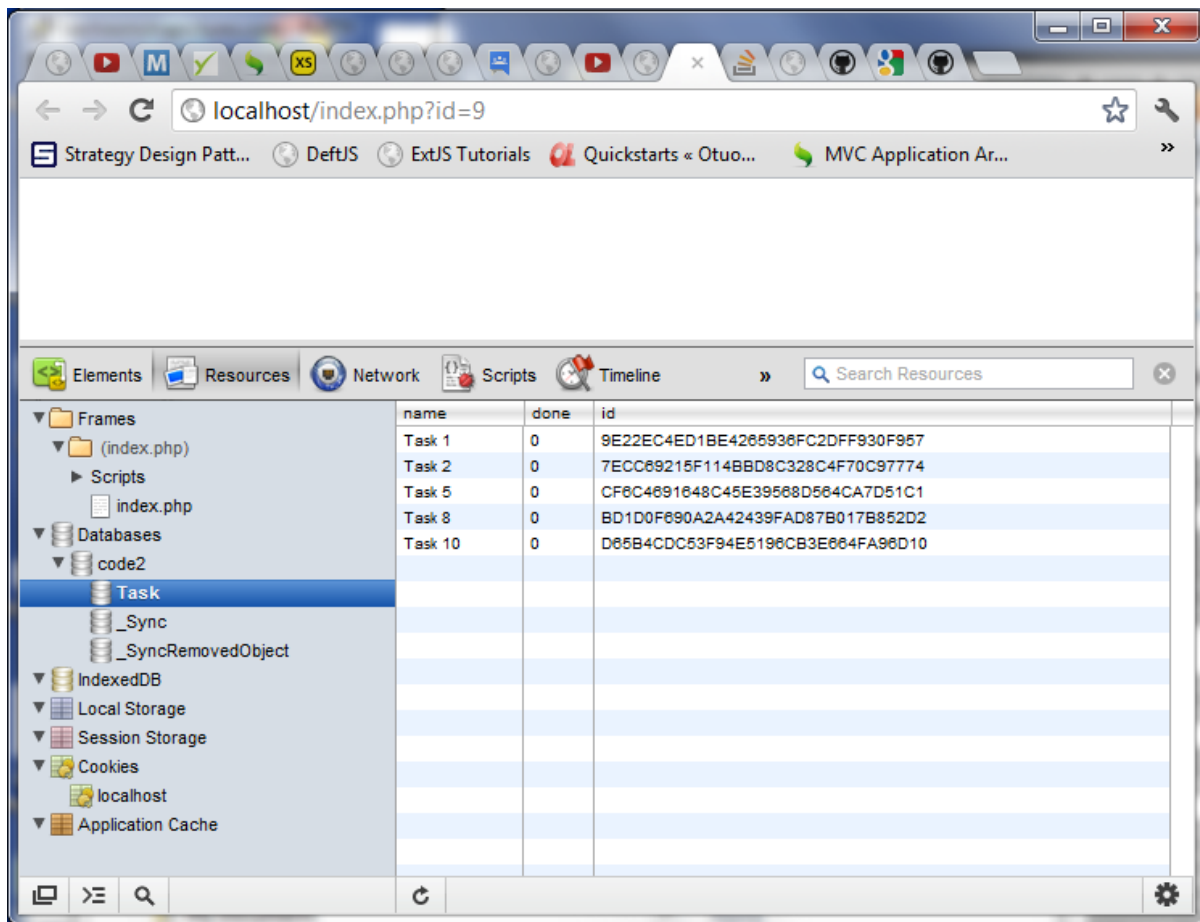 M XS
localhost/index.php?id=9
Strategy Design Patt... DeftJS ExtJS Tutorials Quickstarts « Otuo... MVC Application Ar... »
Elements Resources Network Scripts Timeline » Search Resources
Frames
(index.php)
Scripts
index.php
Databases
code2
Task
_Sync
_SyncRemovedObject
IndexedDB
Local Storage
Session Storage
Cookies
localhost
Application Cache
name done id
Task 1 0 9E22EC4ED1BE4265936FC2DFF930F957
Task 2 0 7ECC69215F114BBD8C328C4F70C97774
Task 5 0 CF6C4691648C45E39568D564CA7D51C1
Task 8 0 BD1D0F690A2A42439FAD87B017B852D2
Task 10 0 D65B4CDC53F94E5196CB3E664FA96D10